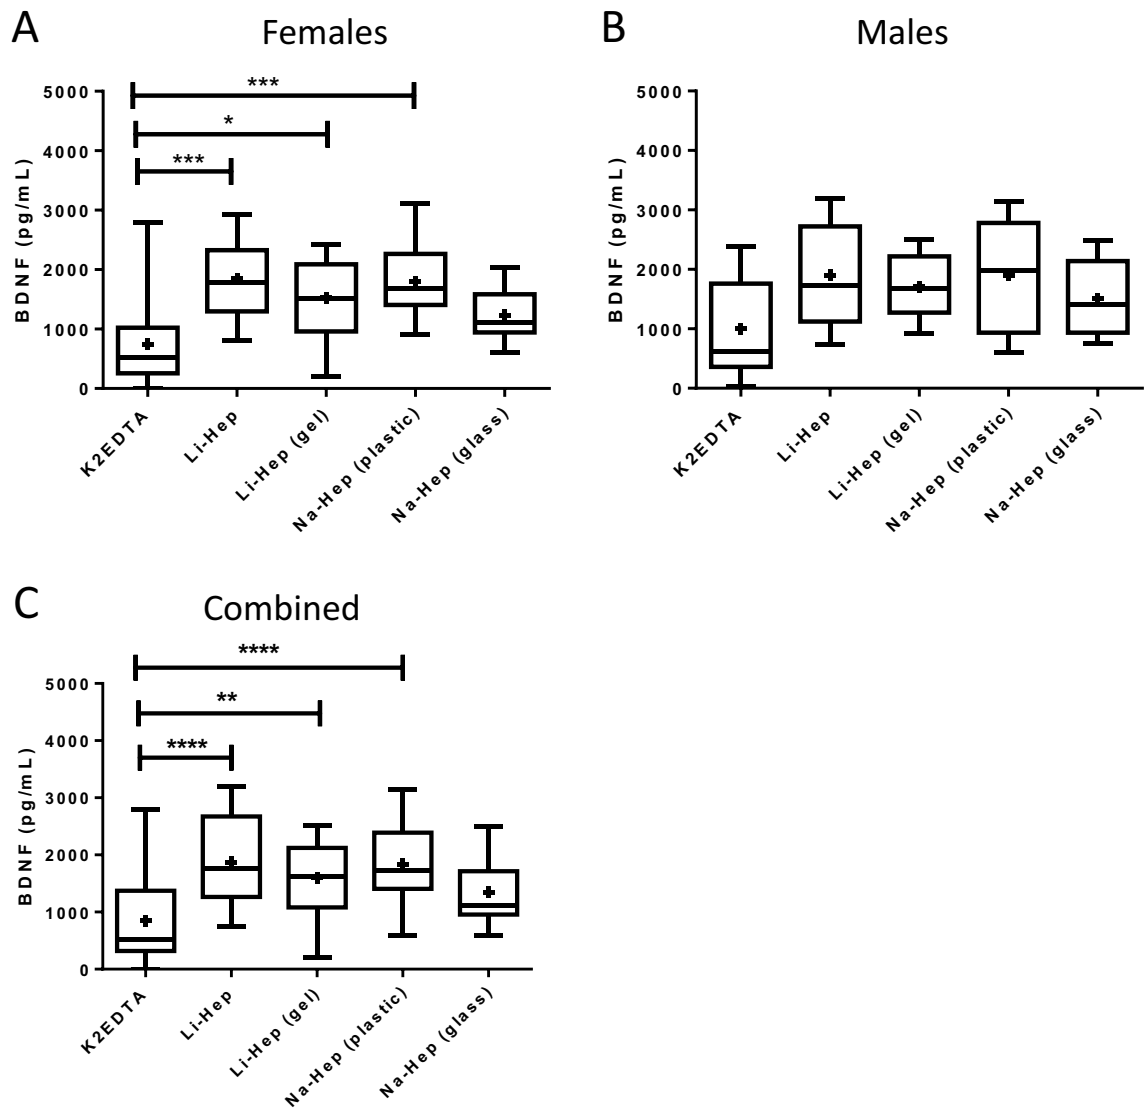 A
Females
5000
4000
3000
2000
1000
0
BDNF (pg/mL)
***
*
***
K2EDTA
Li-Hep
Li-Hep (gel)
Na-Hep (plastic)
Na-Hep (glass)
B
Males
5000
4000
3000
2000
1000
0
BDNF (pg/mL)
K2EDTA
Li-Hep
Li-Hep (gel)
Na-Hep (plastic)
Na-Hep (glass)
C
Combined
5000
4000
3000
2000
1000
0
BDNF (pg/mL)
****
**
****
K2EDTA
Li-Hep
Li-Hep (gel)
Na-Hep (plastic)
Na-Hep (glass)